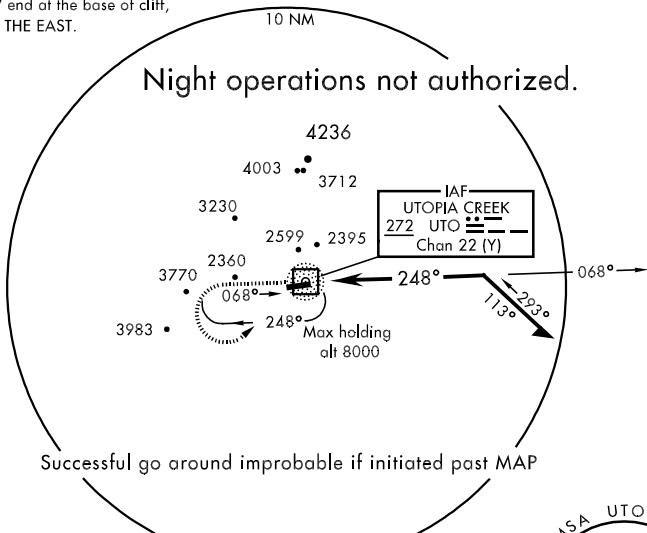 end at the base of cliff,
THE EAST.
10 NM
Night operations not authorized.
4236
4003
3712
3230
IAF
UTOPIA CREEK
272 UTO
Chan 22 (Y)
2599
2395
2360
3770
068°
248°
068°
293°
113°
3983
248°
Max holding
alt 8000
Successful go around improbable if initiated past MAP
MSA UTO